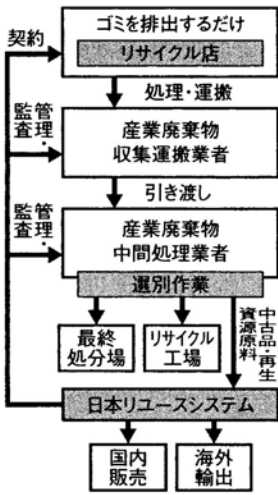 契約
ゴミを排出するだけ
リサイクル店
処理・運搬
監査・
管理
産業廃棄物
収集運搬業者
引き渡し
監査・
管理
産業廃棄物
中間処理業者
選別作業
最終
処分場
リサイクル
工場
中古品・再生
資源原料
日本リユースシステム
国内
販売
海外
輸出